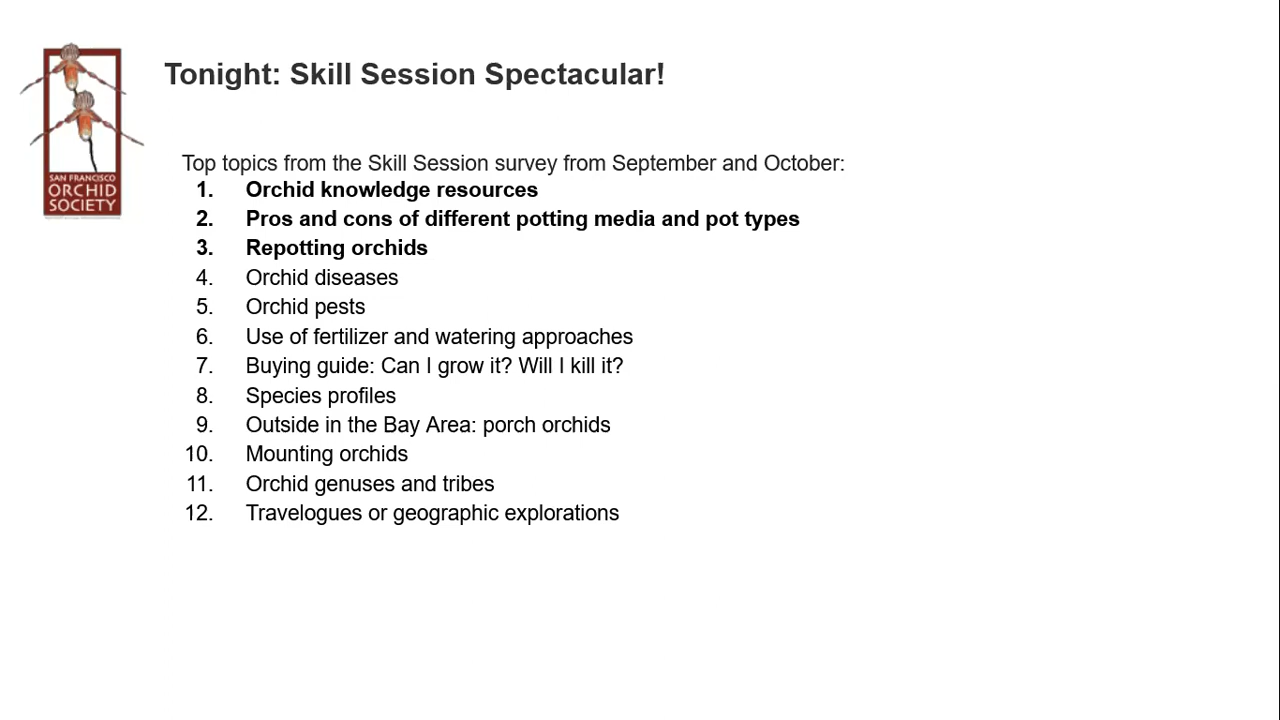 Tonight: Skill Session Spectacular!
SAN FRANCISCO
ORCHID
SOCIETY
Top topics from the Skill Session survey from September and October:
1. Orchid knowledge resources
2. Pros and cons of different potting media and pot types
3. Repotting orchids
4. Orchid diseases
5. Orchid pests
6. Use of fertilizer and watering approaches
7. Buying guide: Can I grow it? Will I kill it?
8. Species profiles
9. Outside in the Bay Area: porch orchids
10. Mounting orchids
11. Orchid genuses and tribes
12. Travelogues or geographic explorations